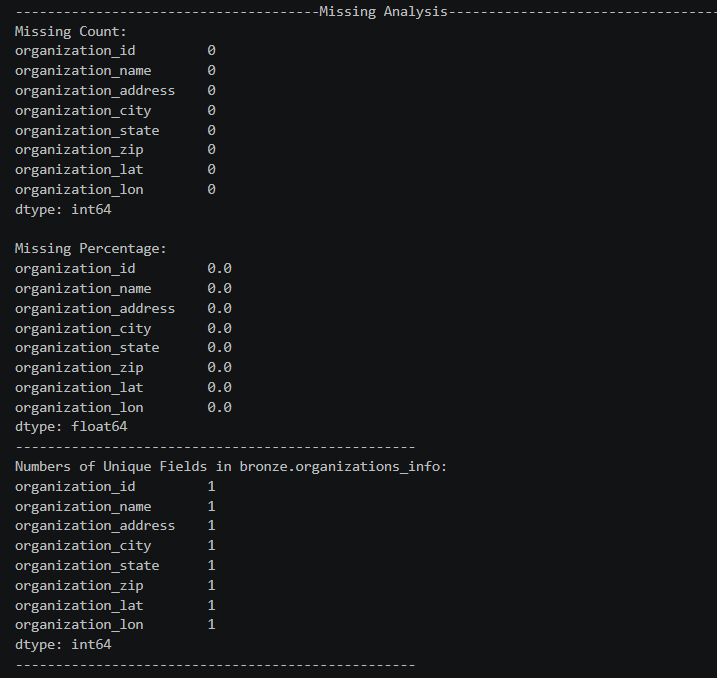 --------------------------------------Missing Analysis----------------------------------
Missing Count:
organization_id         0
organization_name       0
organization_address    0
organization_city       0
organization_state      0
organization_zip        0
organization_lat        0
organization_lon        0
dtype: int64

Missing Percentage:
organization_id         0.0
organization_name       0.0
organization_address    0.0
organization_city       0.0
organization_state      0.0
organization_zip        0.0
organization_lat        0.0
organization_lon        0.0
dtype: float64
--------------------------------------------------
Numbers of Unique Fields in bronze.organizations_info:
organization_id         1
organization_name       1
organization_address    1
organization_city       1
organization_state      1
organization_zip        1
organization_lat        1
organization_lon        1
dtype: int64
--------------------------------------------------